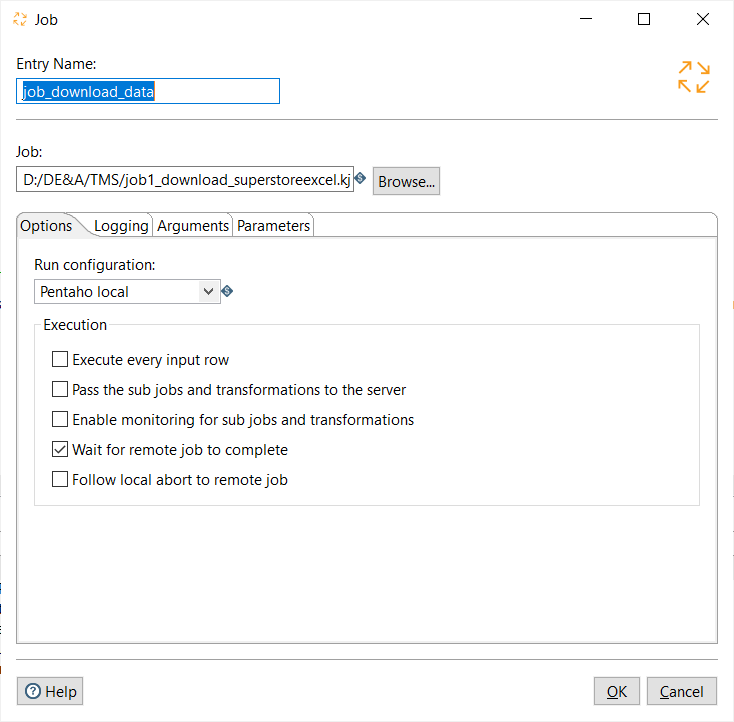 Job
Entry Name:
job_download_data
Job:
D:/DE&A/TMS/job1_download_superstoreexcel.kj
Browse...
Options Logging Arguments Parameters
Run configuration:
Pentaho local
Execution
Execute every input row
Pass the sub jobs and transformations to the server
Enable monitoring for sub jobs and transformations
Wait for remote job to complete
Follow local abort to remote job
Help
OK
Cancel